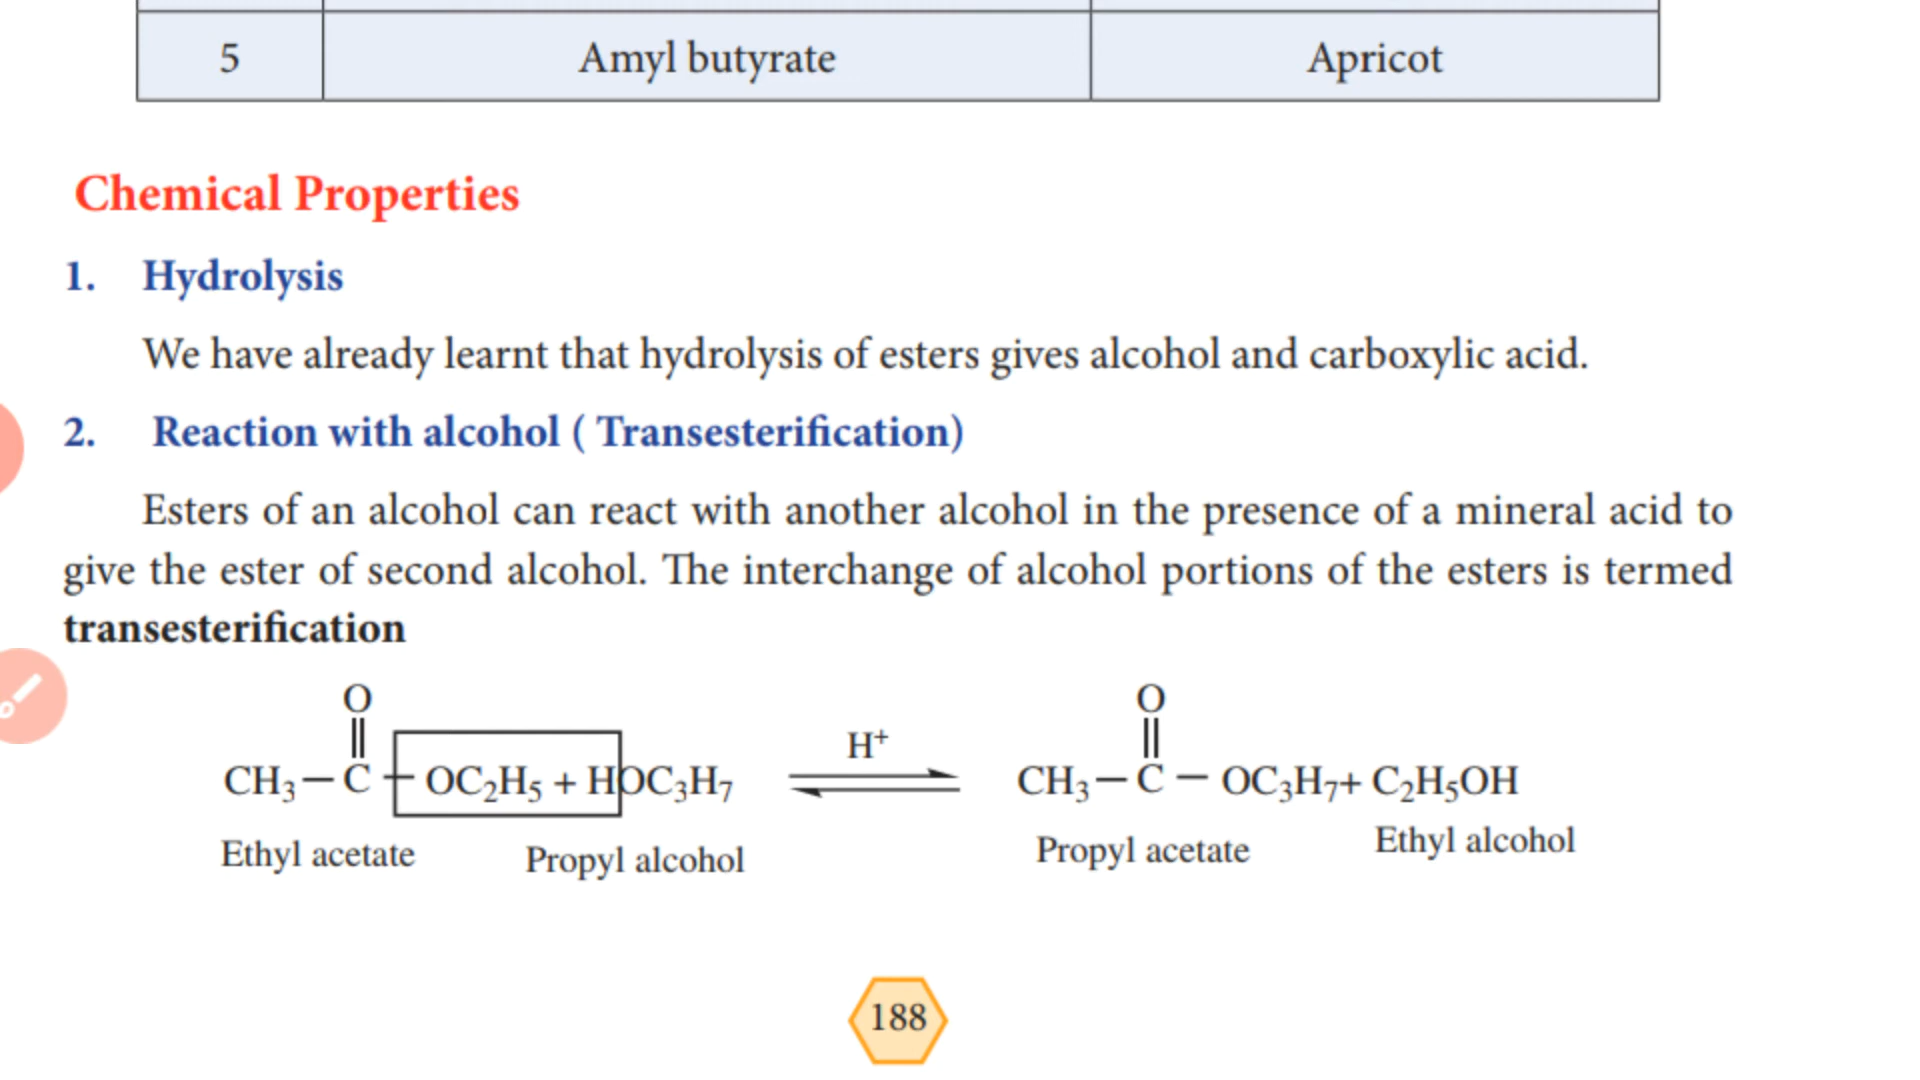 5 Amyl butyrate Apricot
Chemical Properties
1. Hydrolysis
We have already learnt that hydrolysis of esters gives alcohol and carboxylic acid.
2. Reaction with alcohol ( Transesterification)
Esters of an alcohol can react with another alcohol in the presence of a mineral acid to
give the ester of second alcohol. The interchange of alcohol portions of the esters is termed
transesterification
O O
H⁺
CH₃ — C — OC₂H₅ + HOC₃H₇ ⇌ CH₃ — C — OC₃H₇+ C₂H₅OH
Ethyl acetate Propyl alcohol Propyl acetate Ethyl alcohol
188